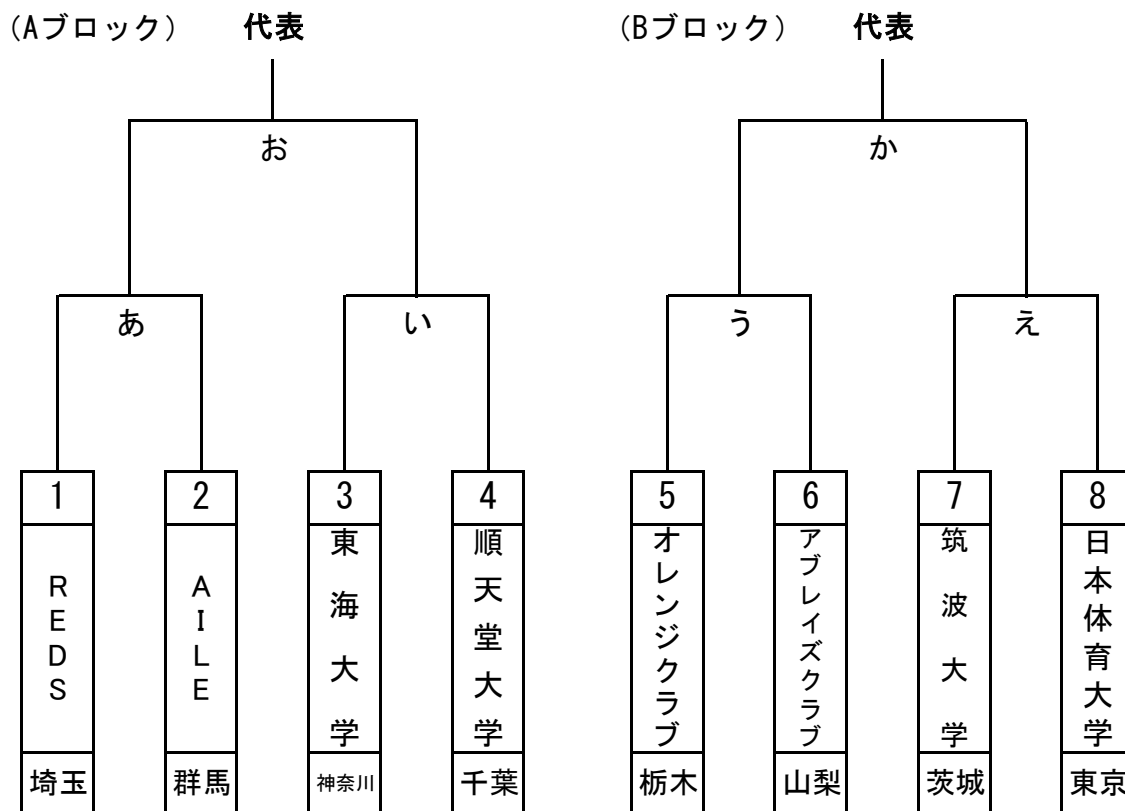 (Aブロック) 代表
(Bブロック) 代表
お
か
あ
い
う
え
1
2
3
4
5
6
7
8
REDS
AILE
東海大学
順天堂大学
オレンジクラブ
アブレイズクラブ
筑波大学
日本体育大学
埼玉
群馬
神奈川
千葉
栃木
山梨
茨城
東京